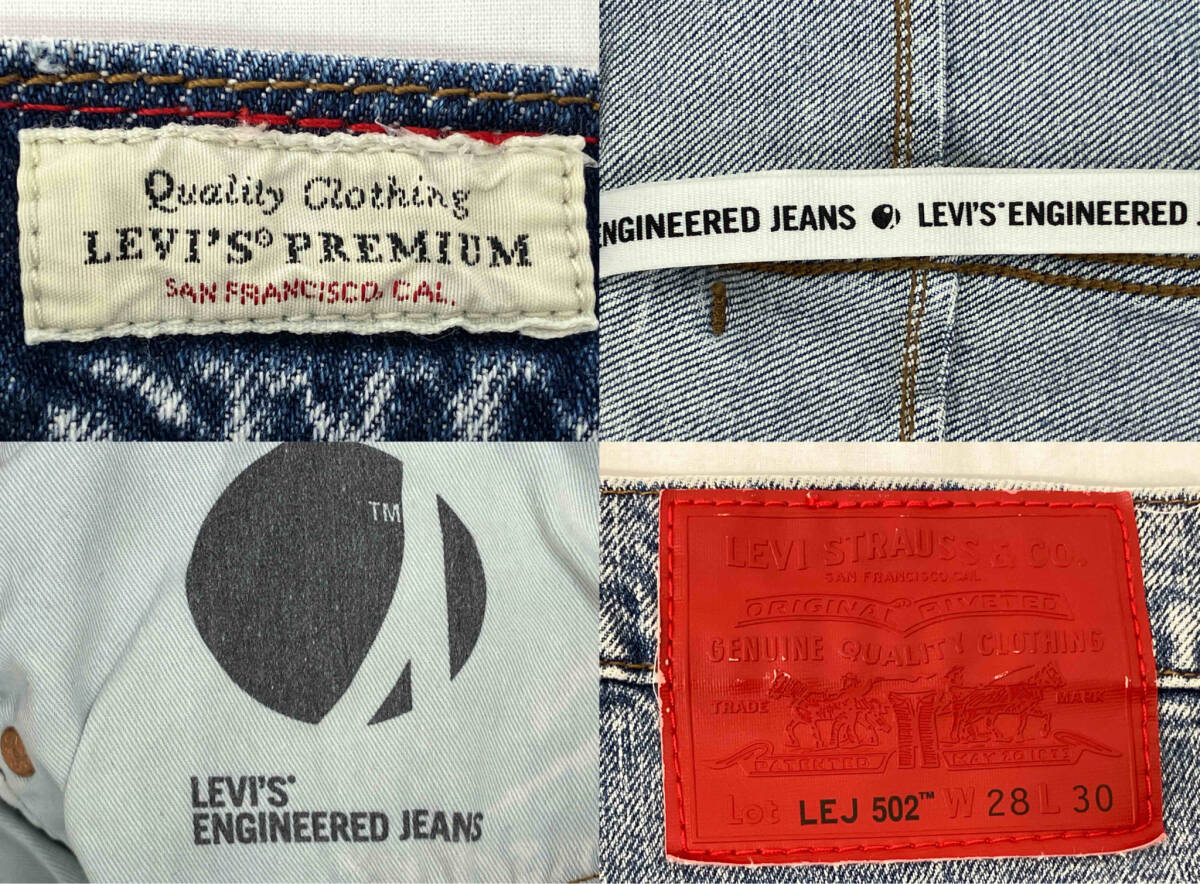 Quality Clothing
LEVI'S® PREMIUM
SAN FRANCISCO, CAL.
ENGINEERED JEANS LEVI'S® ENGINEERED J
TM
LEVI'S®
ENGINEERED JEANS
LEVI STRAUSS & CO.
SAN FRANCISCO CAL.
ORIGINAL RIVETED
GENUINE QUALITY CLOTHING
TRADE MARK
PATENTED MAY 20 1873
Lot LEJ 502™ W 28 L 30